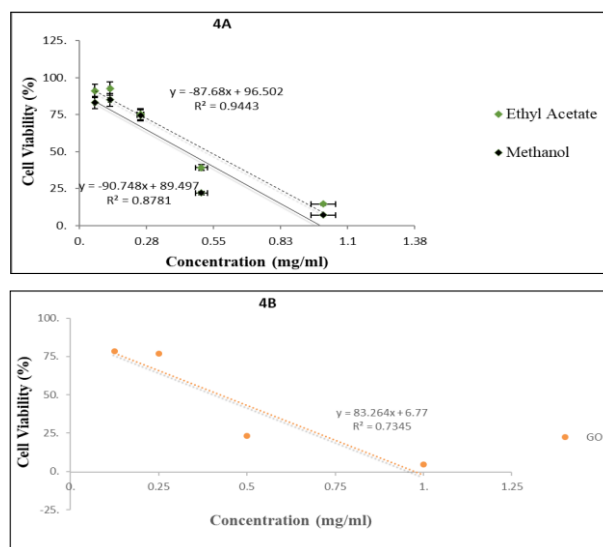 4A
125.
100.
75.
50.
25.
0.
0.
0.28
0.55
0.83
1.1
1.38
Cell Viability (%)
Concentration (mg/ml)
y = -87.68x + 96.502
R² = 0.9443
y = -90.748x + 89.497
R² = 0.8781
Ethyl Acetate
Methanol
4B
100.
75.
50.
25.
0.
-25.
0.
0.25
0.5
0.75
1.
1.25
Cell Viability (%)
Concentration (mg/ml)
y = 83.264x + 6.77
R² = 0.7345
GO